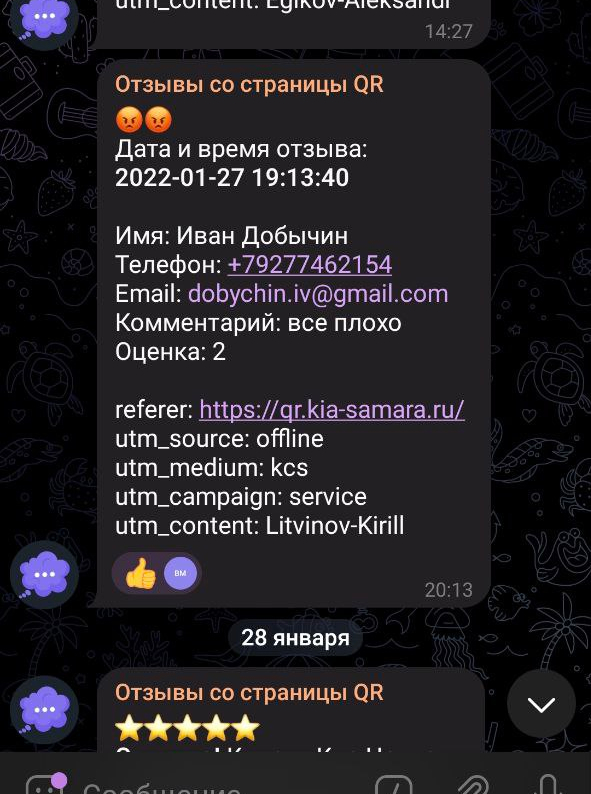 utm_content: Egikov-Aleksandr
14:27
Отзывы со страницы QR
😡😡
Дата и время отзыва:
2022-01-27 19:13:40
Имя: Иван Добычин
Телефон: +79277462154
Email: dobychin.iv@gmail.com
Комментарий: все плохо
Оценка: 2
referer: https://qr.kia-samara.ru/
utm_source: offline
utm_medium: kcs
utm_campaign: service
utm_content: Litvinov-Kirill
👍 ВМ
20:13
28 января
Отзывы со страницы QR
⭐⭐⭐⭐⭐
Сообщение